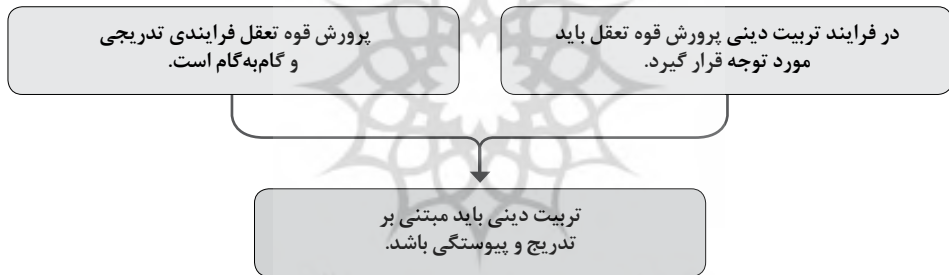 در فرایند تربیت دینی پرورش قوه تعقل باید
مورد توجه قرار گیرد.
پرورش قوه تعقل فرایندی تدریجی
و گام‌به‌گام است.
تربیت دینی باید مبتنی بر
تدریج و پیوستگی باشد.